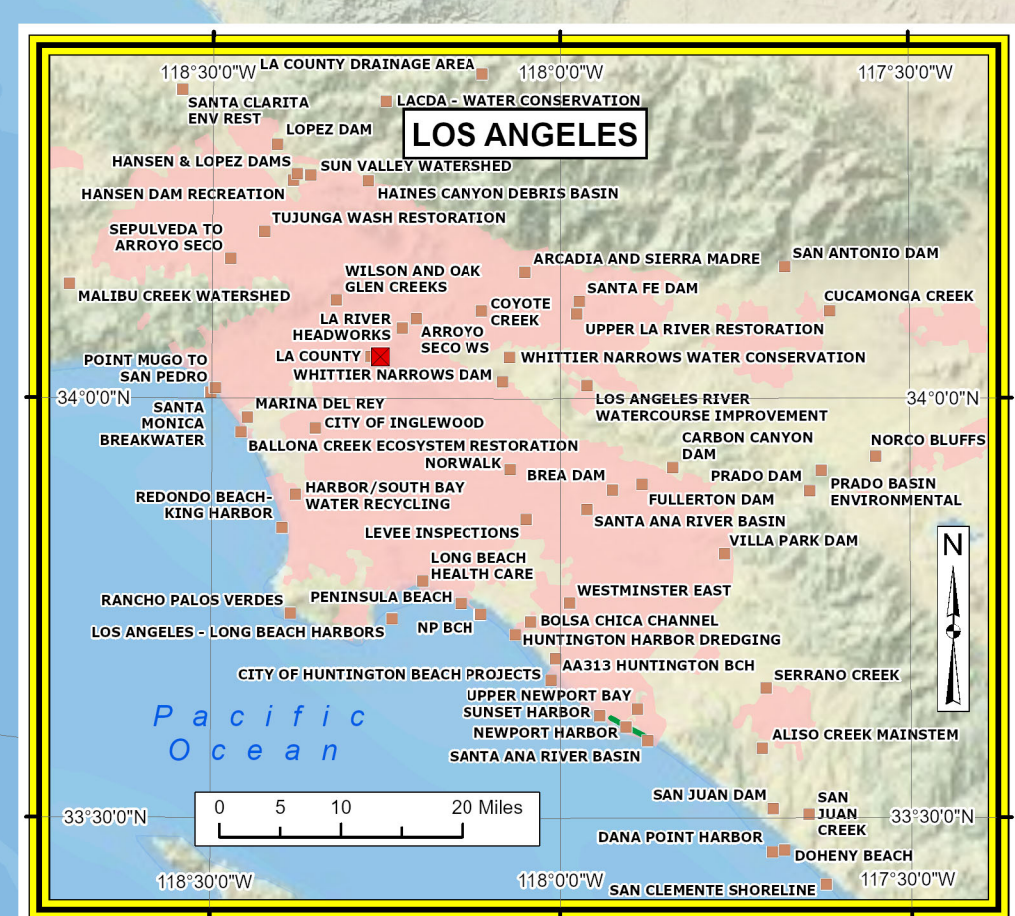 LA COUNTY DRAINAGE AREA
118°30'0"W
118°0'0"W
117°30'0"W
SANTA CLARITA
ENV REST
LACDA - WATER CONSERVATION
LOS ANGELES
LOPEZ DAM
HANSEN & LOPEZ DAMS
SUN VALLEY WATERSHED
HANSEN DAM RECREATION
HAINES CANYON DEBRIS BASIN
TUJUNGA WASH RESTORATION
SEPULVEDA TO
ARROYO SECO
ARCADIA AND SIERRA MADRE
SAN ANTONIO DAM
WILSON AND OAK
GLEN CREEKS
MALIBU CREEK WATERSHED
SANTA FE DAM
CUCAMONGA CREEK
COYOTE
CREEK
LA RIVER
HEADWORKS
ARROYO
SECO WS
UPPER LA RIVER RESTORATION
LA COUNTY
WHITTIER NARROWS WATER CONSERVATION
POINT MUGO TO
SAN PEDRO
WHITTIER NARROWS DAM
34°0'0"N
34°0'0"N
SANTA
MONICA
BREAKWATER
MARINA DEL REY
LOS ANGELES RIVER
WATERCOURSE IMPROVEMENT
CITY OF INGLEWOOD
BALLONA CREEK ECOSYSTEM RESTORATION
CARBON CANYON
DAM
NORCO BLUFFS
NORWALK
BREA DAM
PRADO DAM
PRADO BASIN
ENVIRONMENTAL
HARBOR/SOUTH BAY
WATER RECYCLING
FULLERTON DAM
REDONDO BEACH-
KING HARBOR
SANTA ANA RIVER BASIN
LEVEE INSPECTIONS
VILLA PARK DAM
N
LONG BEACH
HEALTH CARE
PENINSULA BEACH
WESTMINSTER EAST
RANCHO PALOS VERDES
LOS ANGELES - LONG BEACH HARBORS
NP BCH
BOLSA CHICA CHANNEL
HUNTINGTON HARBOR DREDGING
AA313 HUNTINGTON BCH
CITY OF HUNTINGTON BEACH PROJECTS
SERRANO CREEK
UPPER NEWPORT BAY
SUNSET HARBOR
NEWPORT HARBOR
SANTA ANA RIVER BASIN
ALISO CREEK MAINSTEM
Pacific
Ocean
SAN JUAN DAM
SAN
JUAN
CREEK
0 5 10 20 Miles
33°30'0"N
33°30'0"N
DANA POINT HARBOR
DOHENY BEACH
118°30'0"W
118°0'0"W
117°30'0"W
SAN CLEMENTE SHORELINE